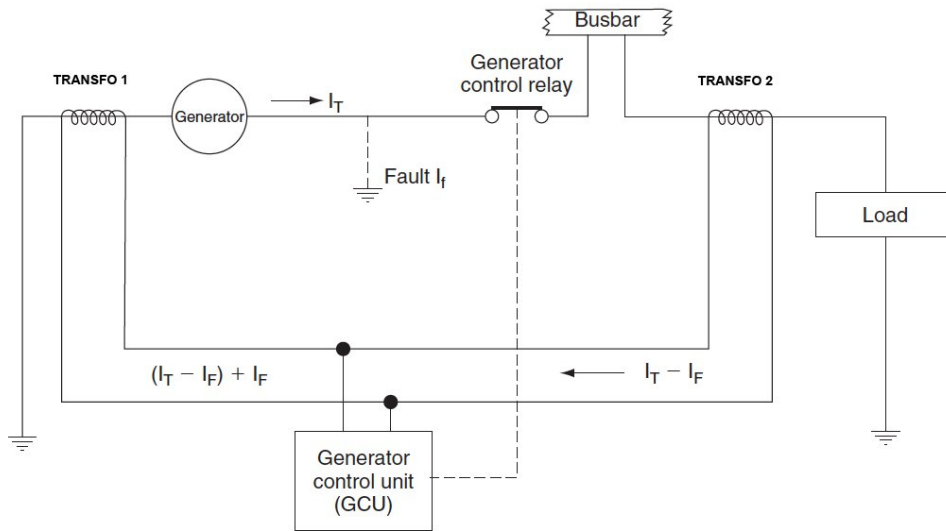 Busbar
TRANSFO 1
Generator
control relay
TRANSFO 2
I_T
Generator
Fault I_f
Load
(I_T − I_F) + I_F
I_T − I_F
Generator
control unit
(GCU)